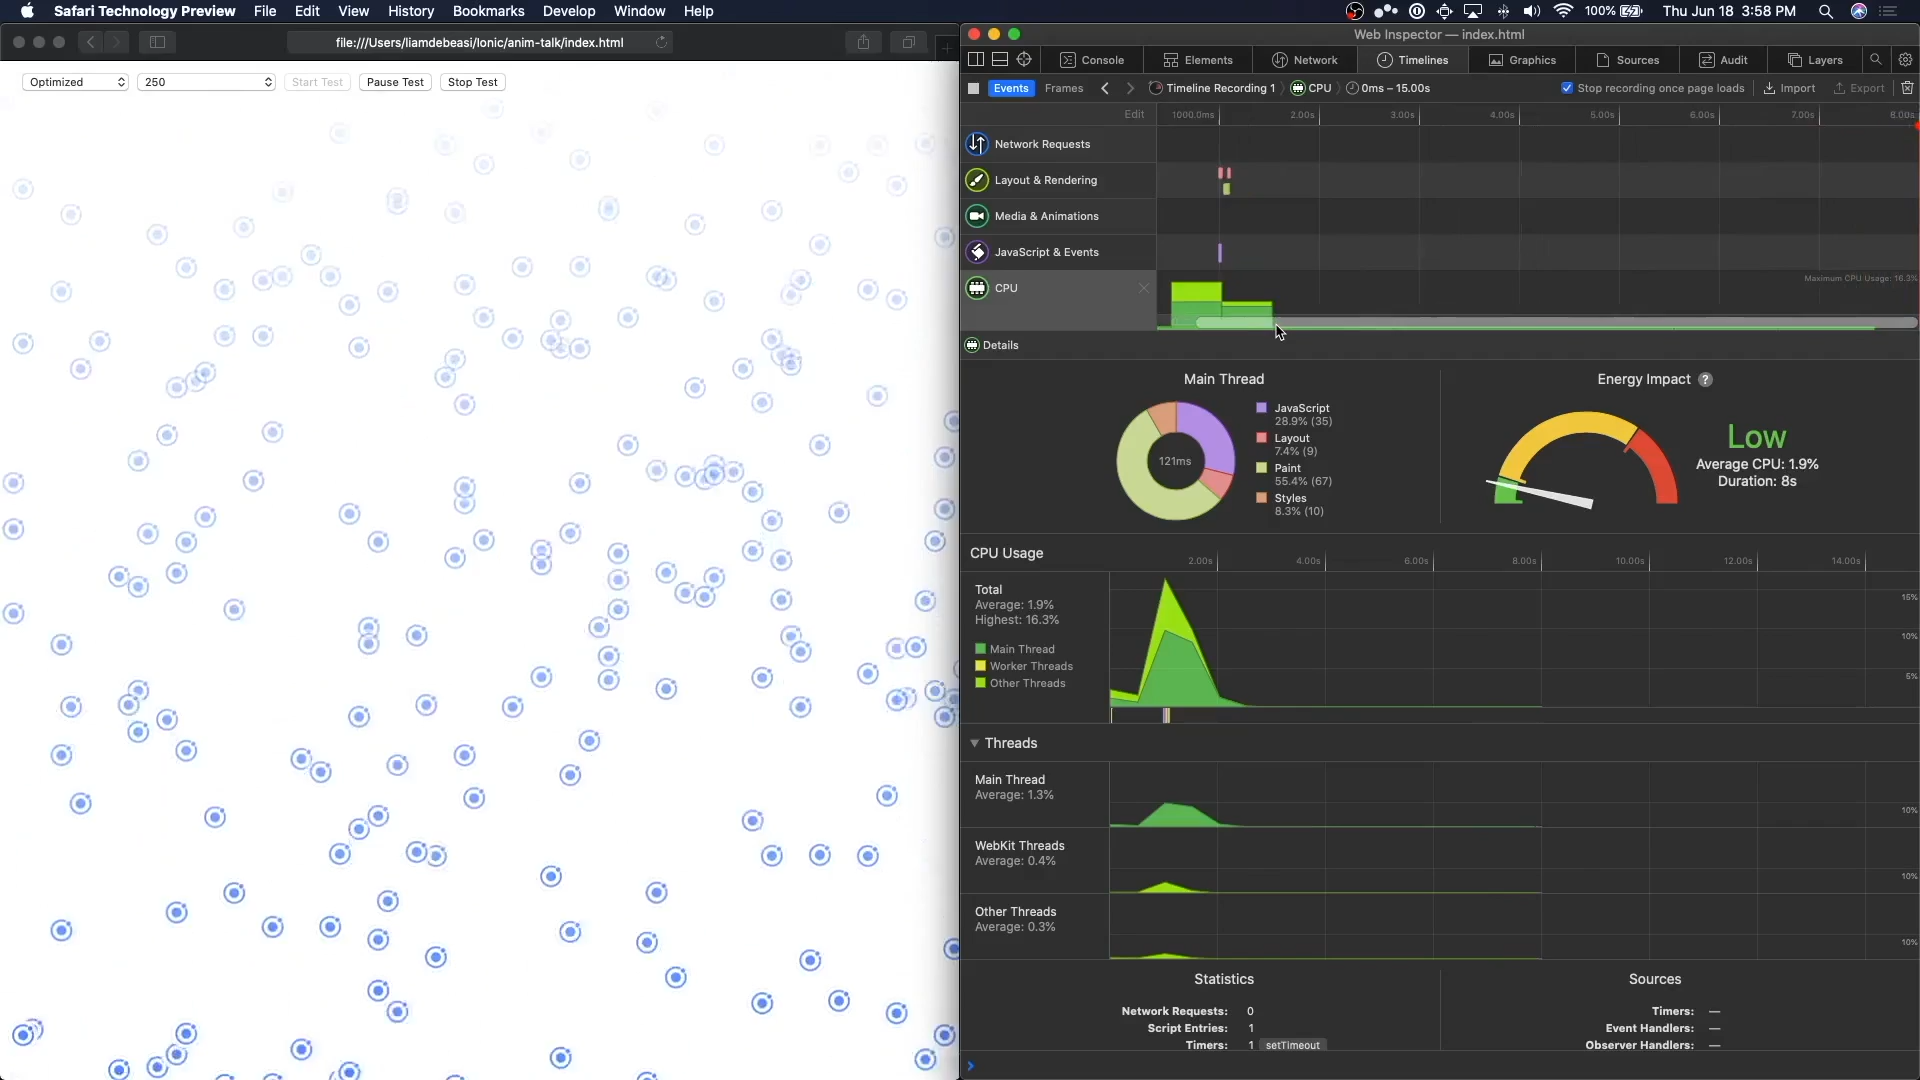 Safari Technology Preview File Edit View History Bookmarks Develop Window Help 100% Thu Jun 18 3:58 PM
file:///Users/liamdebeasi/Ionic/anim-talk/index.html
Web Inspector — index.html
Console Elements Network Timelines Graphics Sources Audit Layers
Optimized 250 Start Test Pause Test Stop Test
Events Frames Timeline Recording 1 CPU 0ms – 15.00s Stop recording once page loads Import Export
Edit 1000.0ms 2.00s 3.00s 4.00s 5.00s 6.00s 7.00s 8.00s
Network Requests
Layout & Rendering
Media & Animations
JavaScript & Events
CPU
Maximum CPU Usage: 16.3%
Details
Main Thread
121ms
JavaScript
28.9% (35)
Layout
7.4% (9)
Paint
55.4% (67)
Styles
8.3% (10)
Energy Impact ?
Low
Average CPU: 1.9%
Duration: 8s
CPU Usage
2.00s 4.00s 6.00s 8.00s 10.00s 12.00s 14.00s
Total
Average: 1.9%
Highest: 16.3%
Main Thread
Worker Threads
Other Threads
15%
10%
5%
Threads
Main Thread
Average: 1.3%
10%
WebKit Threads
Average: 0.4%
10%
Other Threads
Average: 0.3%
10%
Statistics
Network Requests: 0
Script Entries: 1
Timers: 1 setTimeout
Sources
Timers: —
Event Handlers: —
Observer Handlers: —